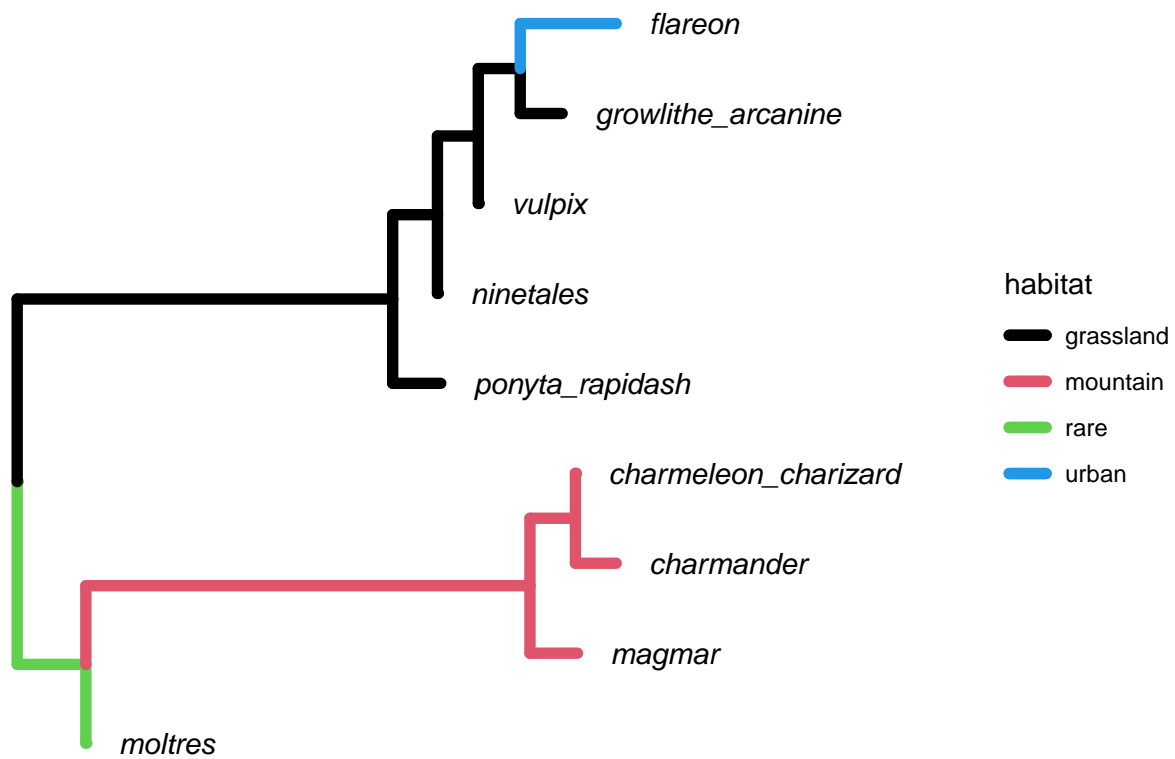 flareon
growlithe_arcanine
vulpix
ninetales
ponyta_rapidash
charmeleon_charizard
charmander
magmar
moltres
habitat
grassland
mountain
rare
urban